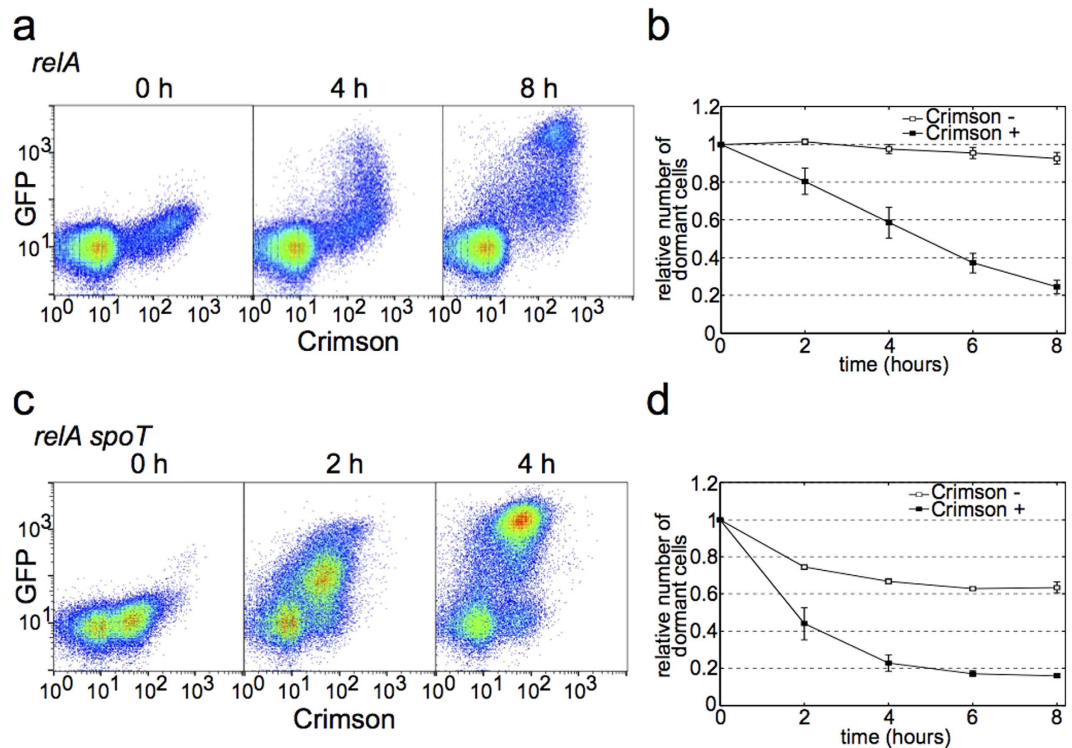 a
relA
0 h 4 h 8 h
GFP
10³
10¹
10⁰ 10¹ 10² 10³ 10⁰ 10¹ 10² 10³ 10⁰ 10¹ 10² 10³
Crimson
b
relative number of
dormant cells
1.2
1
0.8
0.6
0.4
0.2
0
Crimson -
Crimson +
0 2 4 6 8
time (hours)
c
relA spoT
0 h 2 h 4 h
GFP
10³
10¹
10⁰ 10¹ 10² 10³ 10⁰ 10¹ 10² 10³ 10⁰ 10¹ 10² 10³
Crimson
d
relative number of
dormant cells
1.2
1
0.8
0.6
0.4
0.2
0
Crimson -
Crimson +
0 2 4 6 8
time (hours)